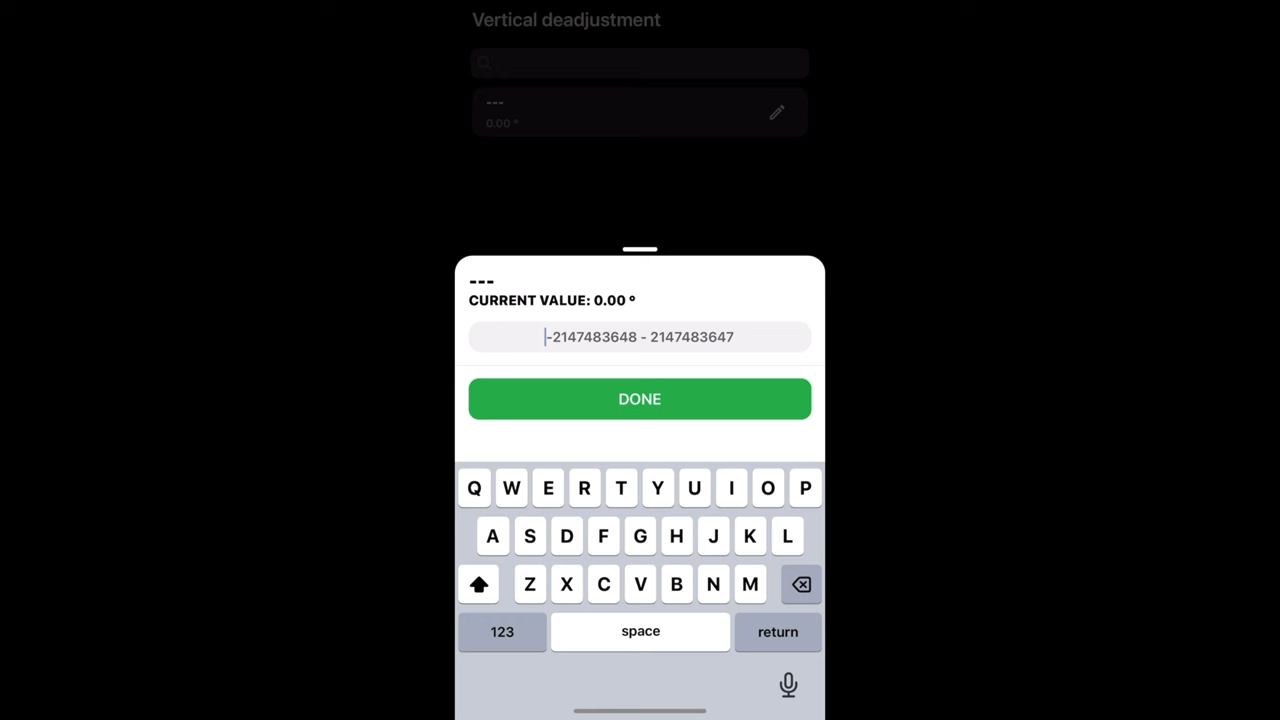 Vertical deadjustment
---
0.00 °
---
CURRENT VALUE: 0.00 °
-2147483648 - 2147483647
DONE
Q W E R T Y U I O P
A S D F G H J K L
Z X C V B N M
123 space return